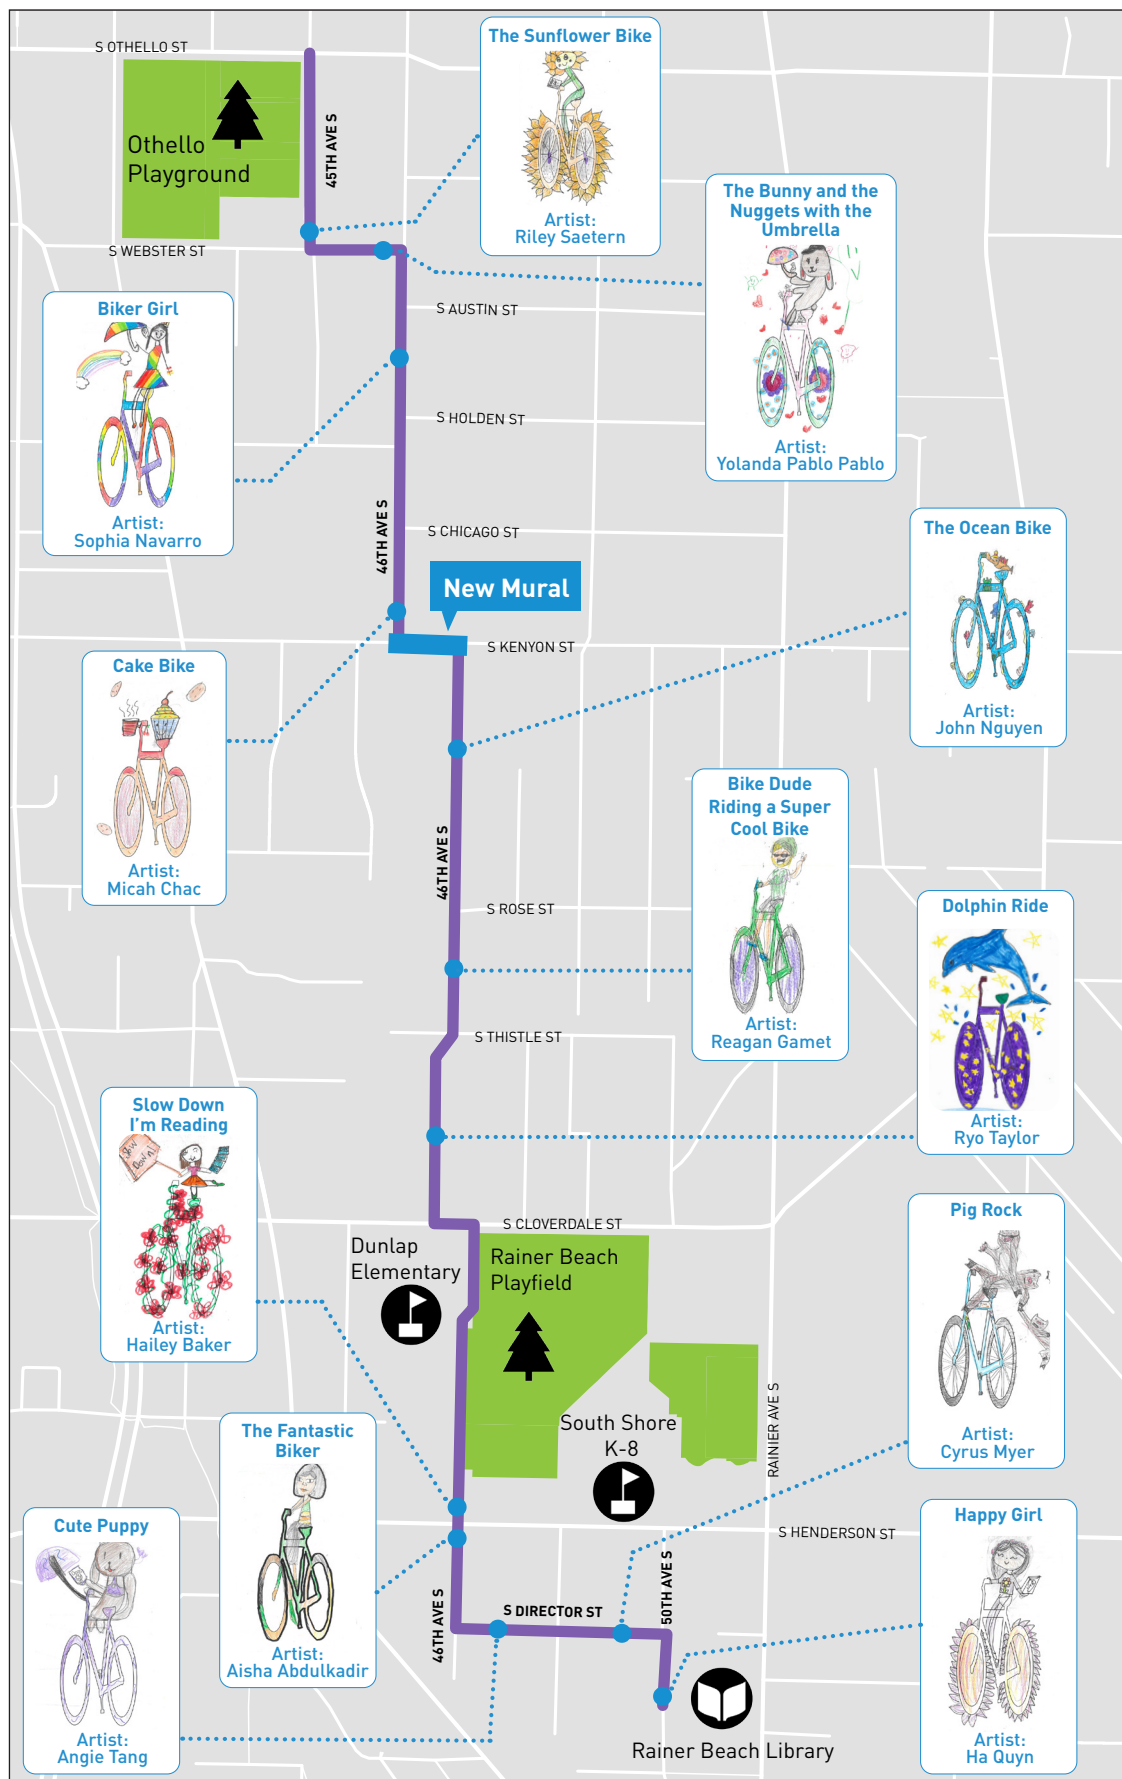 S OTHELLO ST
Othello
Playground
45TH AVE S
S WEBSTER ST
The Sunflower Bike
Artist:
Riley Saetern
The Bunny and the
Nuggets with the
Umbrella
Artist:
Yolanda Pablo Pablo
S AUSTIN ST
Biker Girl
Artist:
Sophia Navarro
S HOLDEN ST
46TH AVE S
S CHICAGO ST
New Mural
S KENYON ST
The Ocean Bike
Artist:
John Nguyen
Cake Bike
Artist:
Micah Chac
Bike Dude
Riding a Super
Cool Bike
Artist:
Reagan Gamet
46TH AVE S
S ROSE ST
Dolphin Ride
Artist:
Ryo Taylor
S THISTLE ST
Slow Down
I'm Reading
Slow
Down!
Artist:
Hailey Baker
S CLOVERDALE ST
Dunlap
Elementary
Rainer Beach
Playfield
Pig Rock
Artist:
Cyrus Myer
South Shore
K-8
RAINIER AVE S
The Fantastic
Biker
Artist:
Aisha Abdulkadir
Cute Puppy
Artist:
Angie Tang
S HENDERSON ST
46TH AVE S
S DIRECTOR ST
50TH AVE S
Happy Girl
Artist:
Ha Quyn
Rainer Beach Library